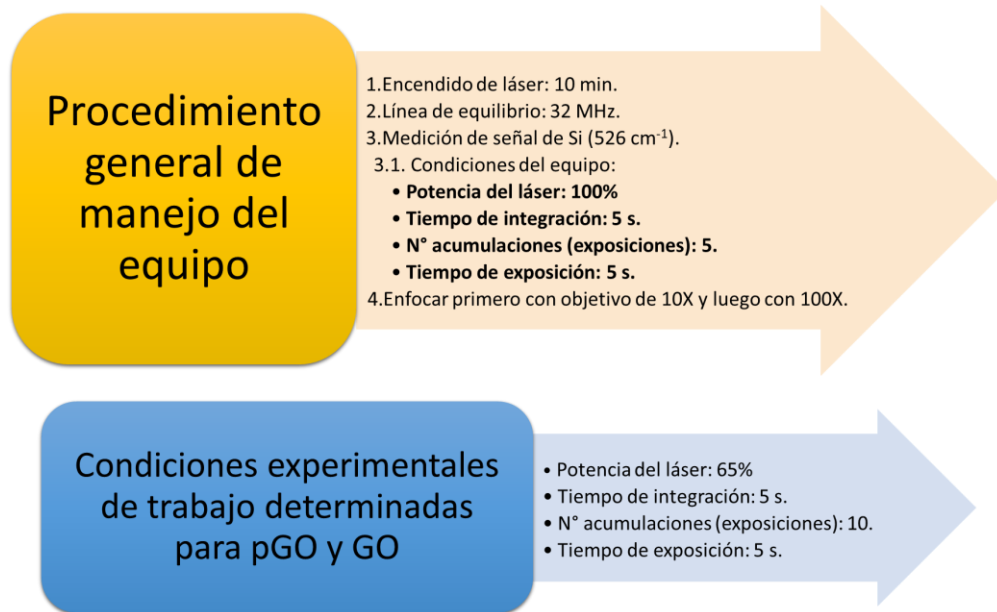 Procedimiento
general de
manejo del
equipo
1.Encendido de láser: 10 min.
2.Línea de equilibrio: 32 MHz.
3.Medición de señal de Si (526 cm⁻¹).
3.1. Condiciones del equipo:
• Potencia del láser: 100%
• Tiempo de integración: 5 s.
• N° acumulaciones (exposiciones): 5.
• Tiempo de exposición: 5 s.
4.Enfocar primero con objetivo de 10X y luego con 100X.
Condiciones experimentales
de trabajo determinadas
para pGO y GO
• Potencia del láser: 65%
• Tiempo de integración: 5 s.
• N° acumulaciones (exposiciones): 10.
• Tiempo de exposición: 5 s.